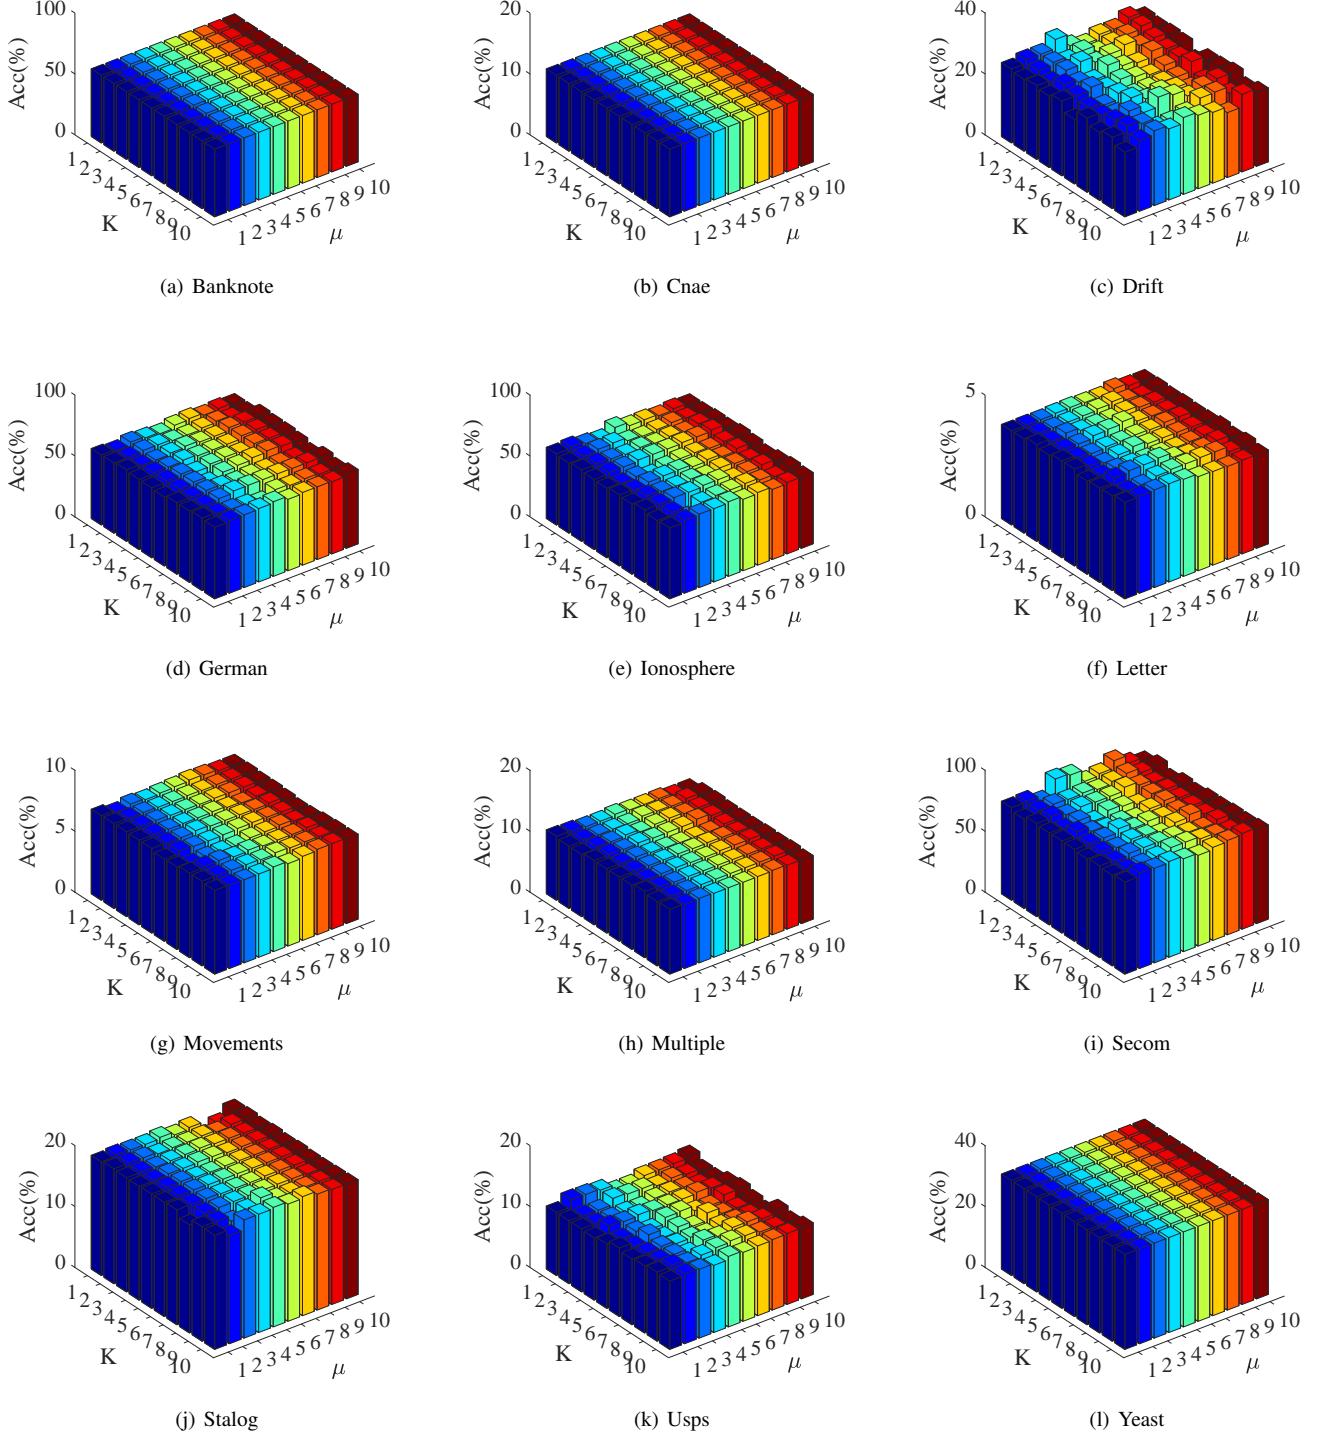 100
50
0
Acc(%)
1 2 3 4 5 6 7 8 9 10
K
1 2 3 4 5 6 7 8 9 10
μ
(a) Banknote
20
10
0
Acc(%)
1 2 3 4 5 6 7 8 9 10
K
1 2 3 4 5 6 7 8 9 10
μ
(b) Cnae
40
20
0
Acc(%)
1 2 3 4 5 6 7 8 9 10
K
1 2 3 4 5 6 7 8 9 10
μ
(c) Drift
100
50
0
Acc(%)
1 2 3 4 5 6 7 8 9 10
K
1 2 3 4 5 6 7 8 9 10
μ
(d) German
100
50
0
Acc(%)
1 2 3 4 5 6 7 8 9 10
K
1 2 3 4 5 6 7 8 9 10
μ
(e) Ionosphere
5
0
Acc(%)
1 2 3 4 5 6 7 8 9 10
K
1 2 3 4 5 6 7 8 9 10
μ
(f) Letter
10
5
0
Acc(%)
1 2 3 4 5 6 7 8 9 10
K
1 2 3 4 5 6 7 8 9 10
μ
(g) Movements
20
10
0
Acc(%)
1 2 3 4 5 6 7 8 9 10
K
1 2 3 4 5 6 7 8 9 10
μ
(h) Multiple
100
50
0
Acc(%)
1 2 3 4 5 6 7 8 9 10
K
1 2 3 4 5 6 7 8 9 10
μ
(i) Secom
20
10
0
Acc(%)
1 2 3 4 5 6 7 8 9 10
K
1 2 3 4 5 6 7 8 9 10
μ
(j) Stalog
20
10
0
Acc(%)
1 2 3 4 5 6 7 8 9 10
K
1 2 3 4 5 6 7 8 9 10
μ
(k) Usps
40
20
0
Acc(%)
1 2 3 4 5 6 7 8 9 10
K
1 2 3 4 5 6 7 8 9 10
μ
(l) Yeast